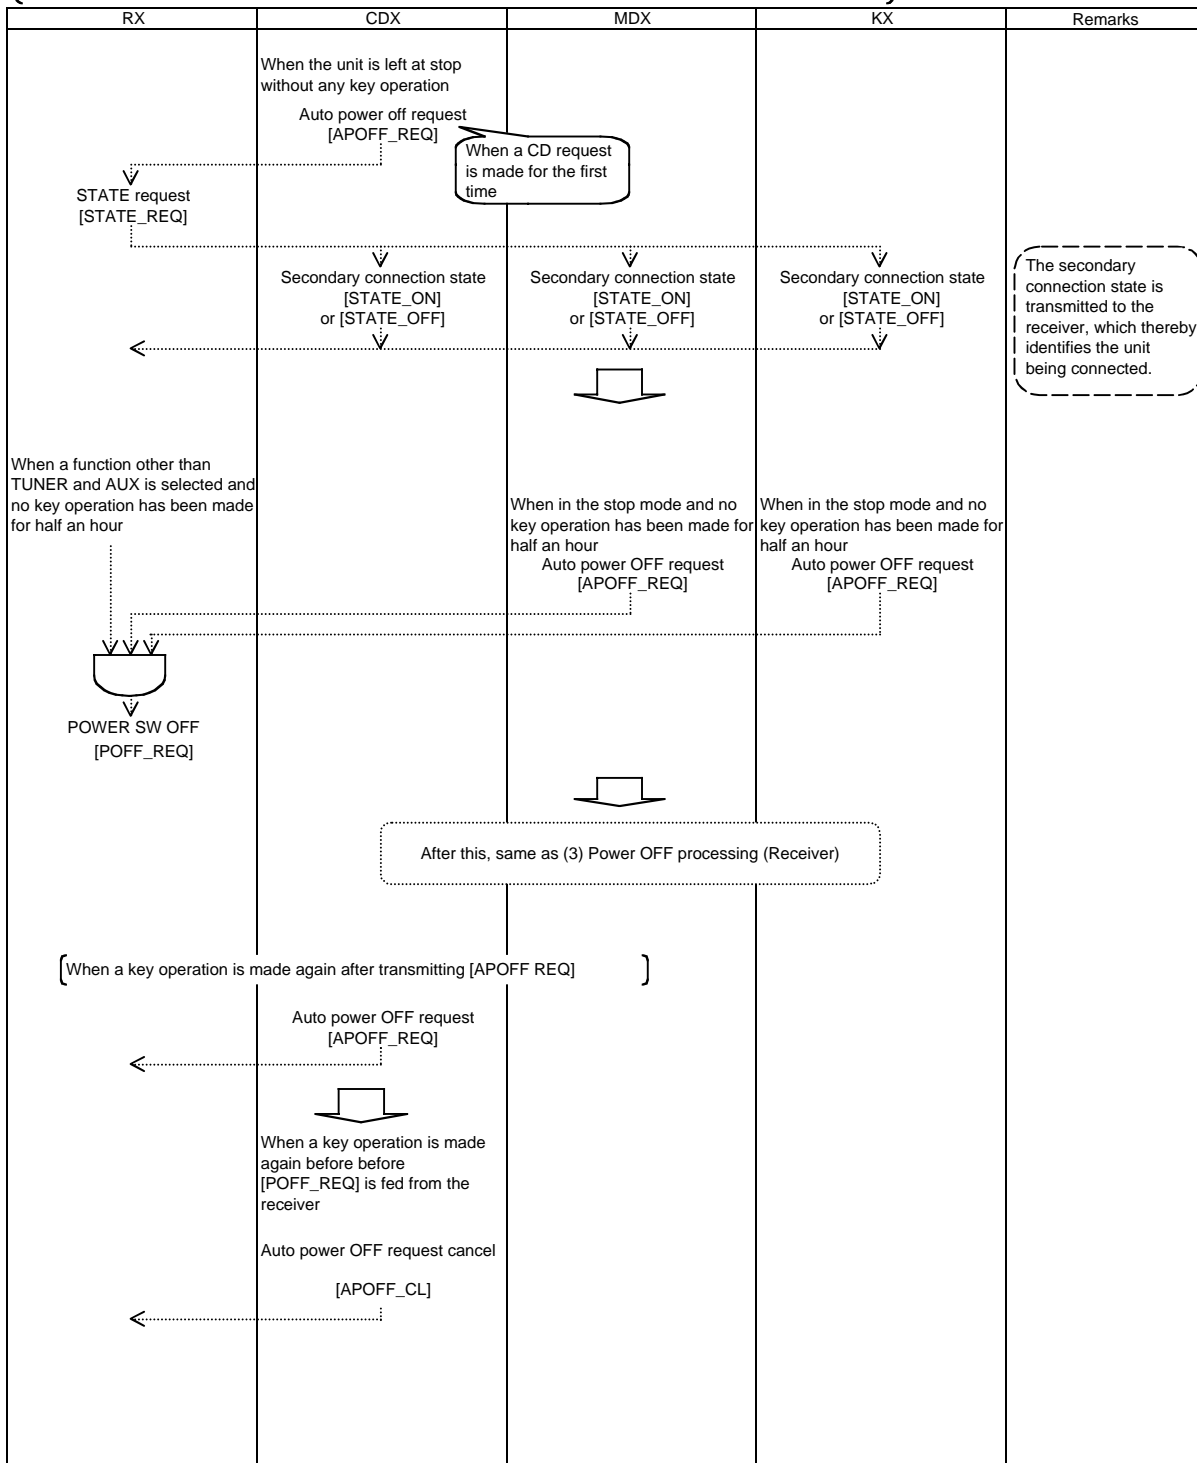 RX
CDX
MDX
KX
Remarks
When the unit is left at stop
without any key operation
Auto power off request
[APOFF_REQ]
When a CD request
is made for the first
time
STATE request
[STATE_REQ]
Secondary connection state
[STATE_ON]
or [STATE_OFF]
Secondary connection state
[STATE_ON]
or [STATE_OFF]
Secondary connection state
[STATE_ON]
or [STATE_OFF]
The secondary
connection state is
transmitted to the
receiver, which thereby
identifies the unit
being connected.
When a function other than
TUNER and AUX is selected and
no key operation has been made
for half an hour
When in the stop mode and no
key operation has been made for
half an hour
Auto power OFF request
[APOFF_REQ]
When in the stop mode and no
key operation has been made for
half an hour
Auto power OFF request
[APOFF_REQ]
POWER SW OFF
[POFF_REQ]
After this, same as (3) Power OFF processing (Receiver)
When a key operation is made again after transmitting [APOFF REQ]
Auto power OFF request
[APOFF_REQ]
When a key operation is made
again before before
[POFF_REQ] is fed from the
receiver
Auto power OFF request cancel
[APOFF_CL]